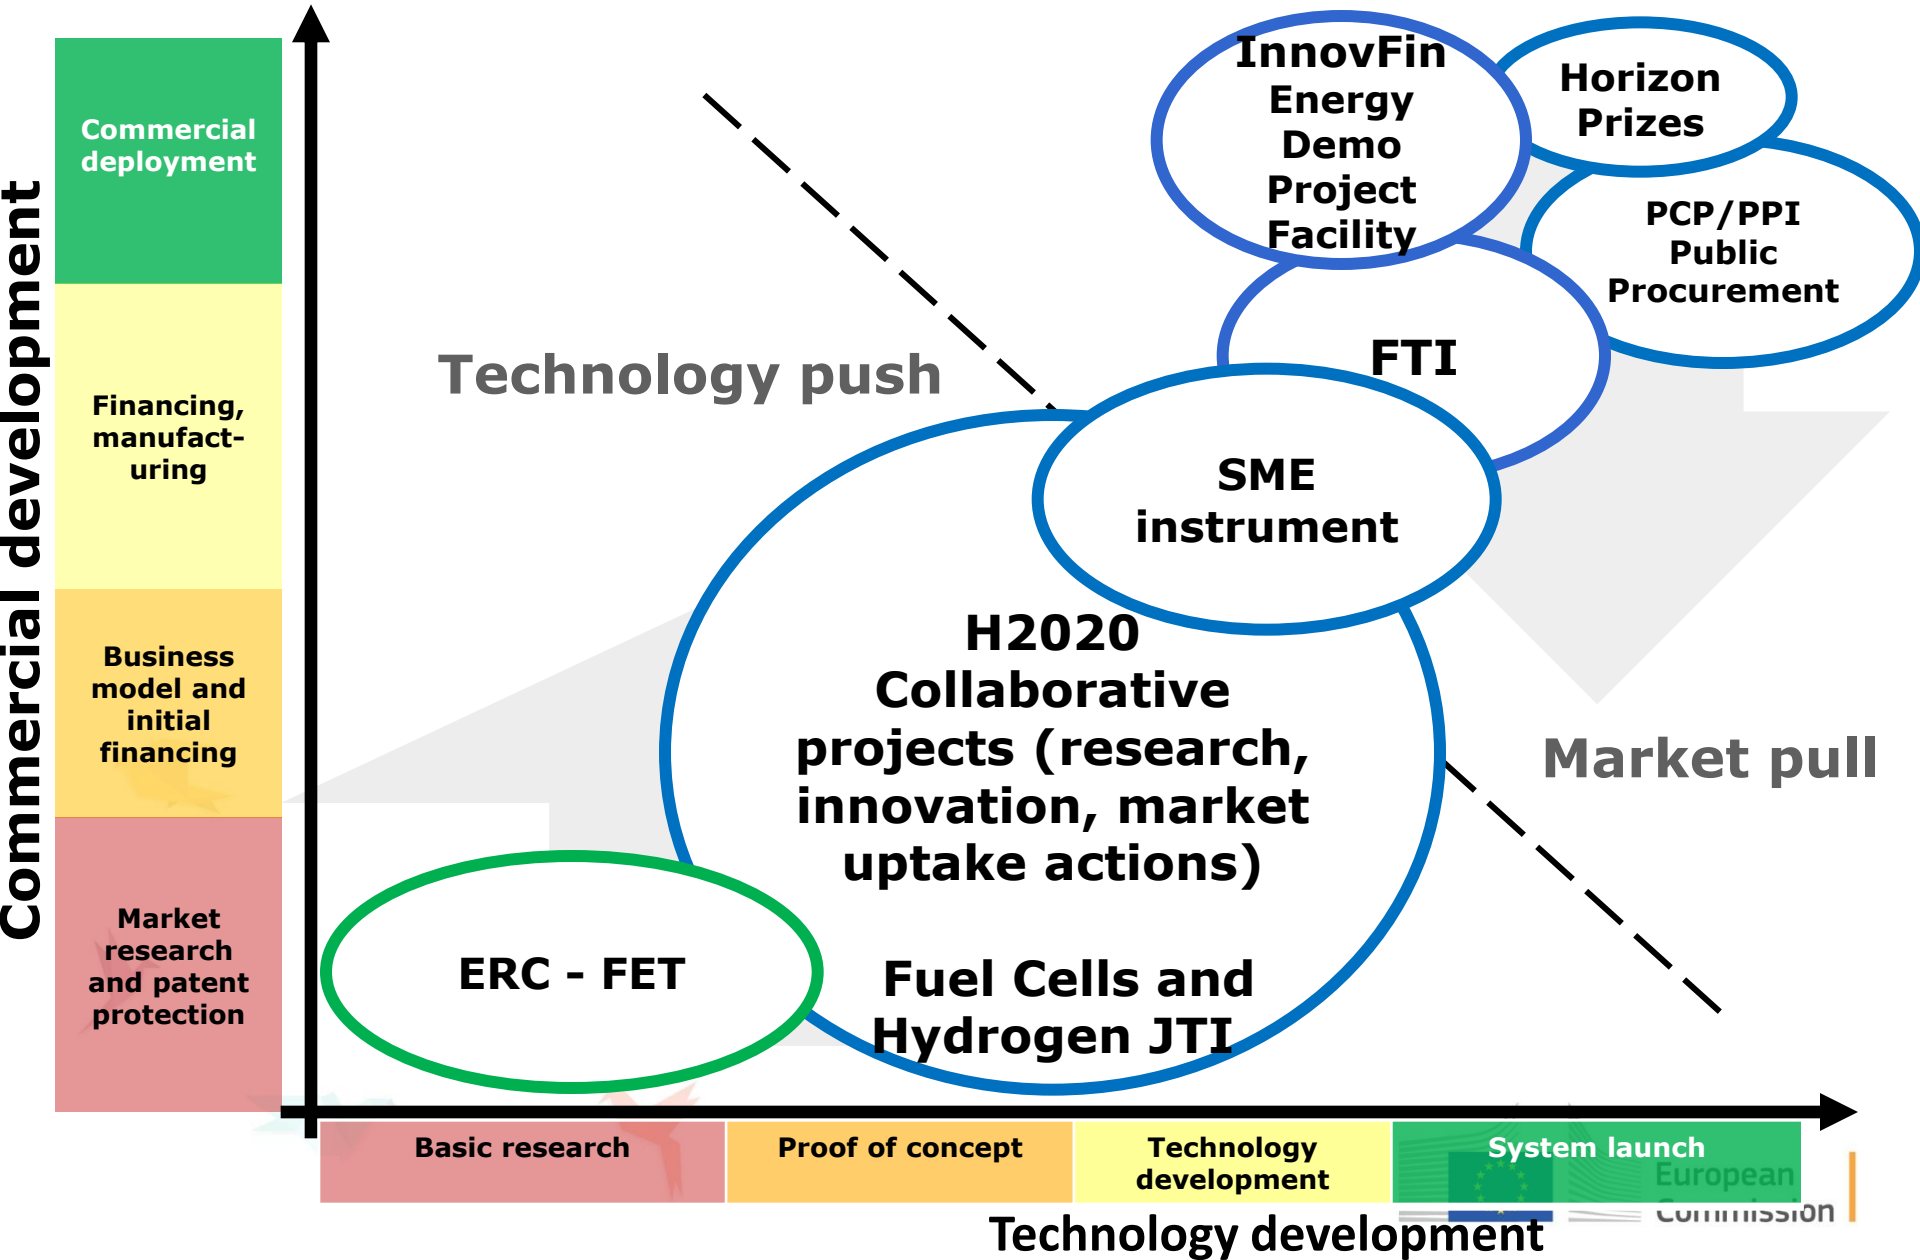 Commercial development
Commercial
deployment
Financing,
manufact-
uring
Business
model and
initial
financing
Market
research
and patent
protection
InnovFin
Energy
Demo
Project
Facility
Horizon
Prizes
PCP/PPI
Public
Procurement
FTI
Technology push
SME
instrument
H2020
Collaborative
projects (research,
innovation, market
uptake actions)
Fuel Cells and
Hydrogen JTI
Market pull
ERC - FET
Basic research
Proof of concept
Technology
development
System launch
European
Commission
Technology development